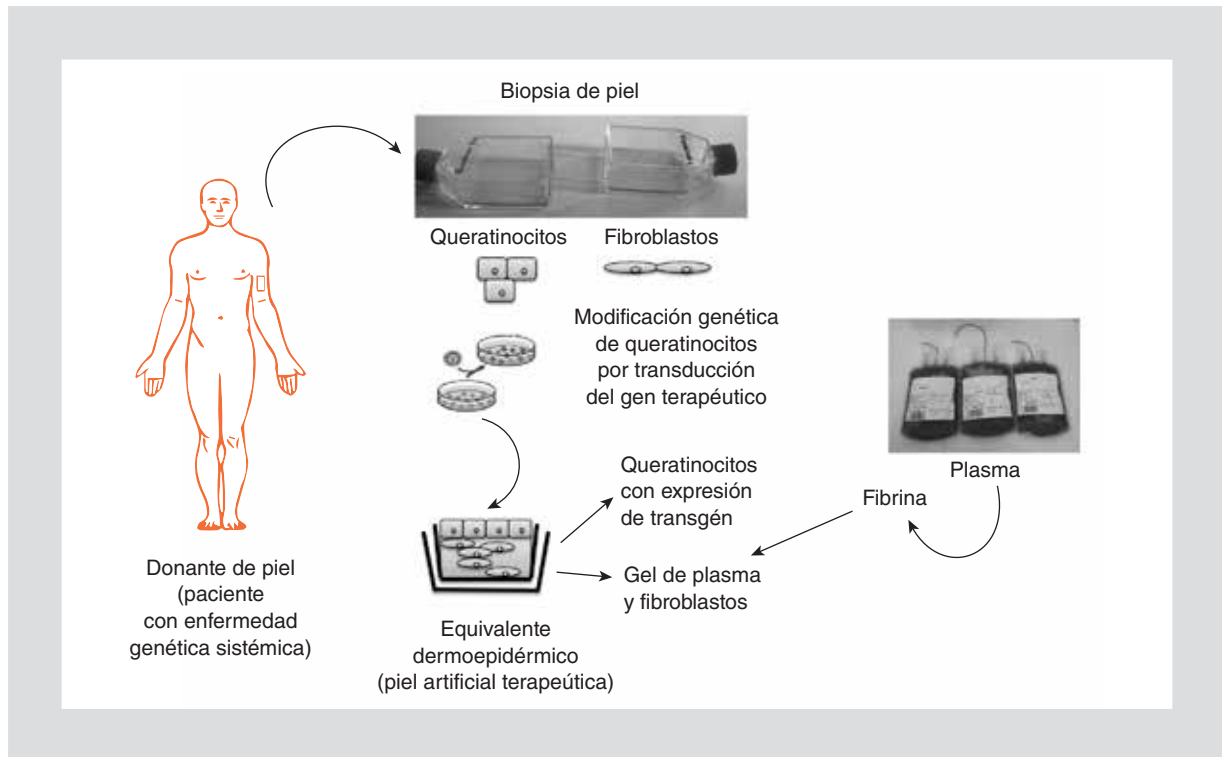 Biopsia de piel
Queratinocitos
Fibroblastos
Modificación genética
de queratinocitos
por transducción
del gen terapéutico
Plasma
Fibrina
Queratinocitos
con expresión
de transgén
Gel de plasma
y fibroblastos
Donante de piel
(paciente
con enfermedad
genética sistémica)
Equivalente
dermoepidérmico
(piel artificial terapeútica)